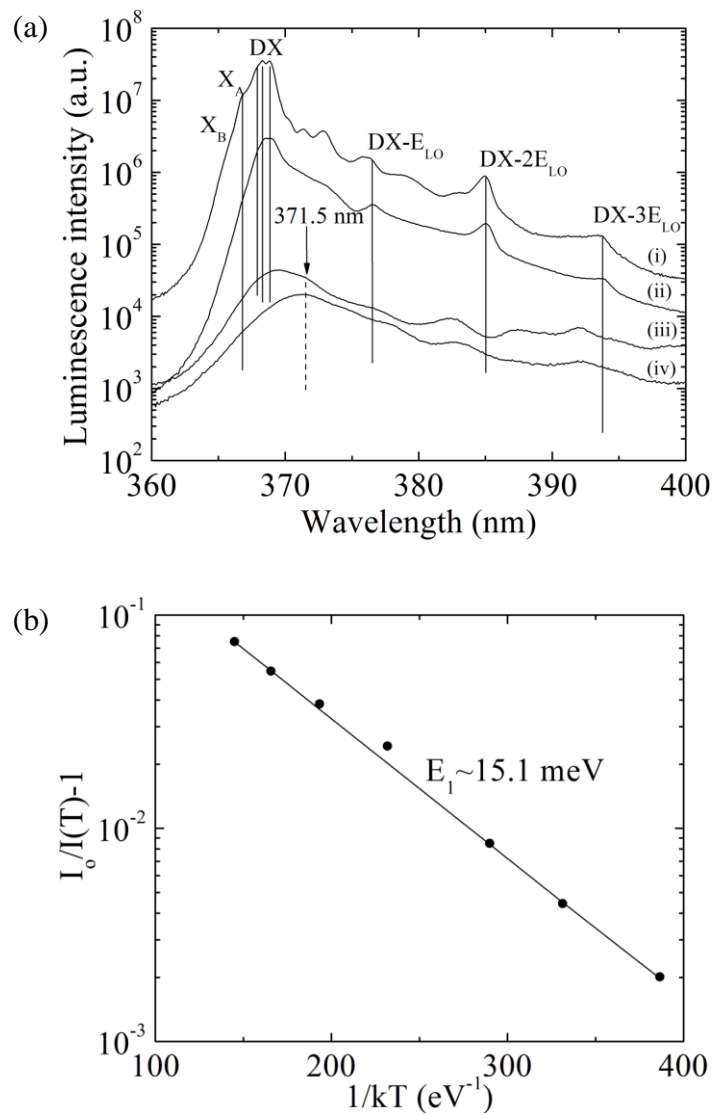 (a)
10^8
10^7
10^6
10^5
10^4
10^3
10^2
Luminescence intensity (a.u.)
DX
X_A
X_B
DX-E_LO
DX-2E_LO
DX-3E_LO
371.5 nm
(i)
(ii)
(iii)
(iv)
360 370 380 390 400
Wavelength (nm)
(b)
10^-1
10^-2
10^-3
I_o/I(T)-1
E_1~15.1 meV
100 200 300 400
1/kT (eV^-1)